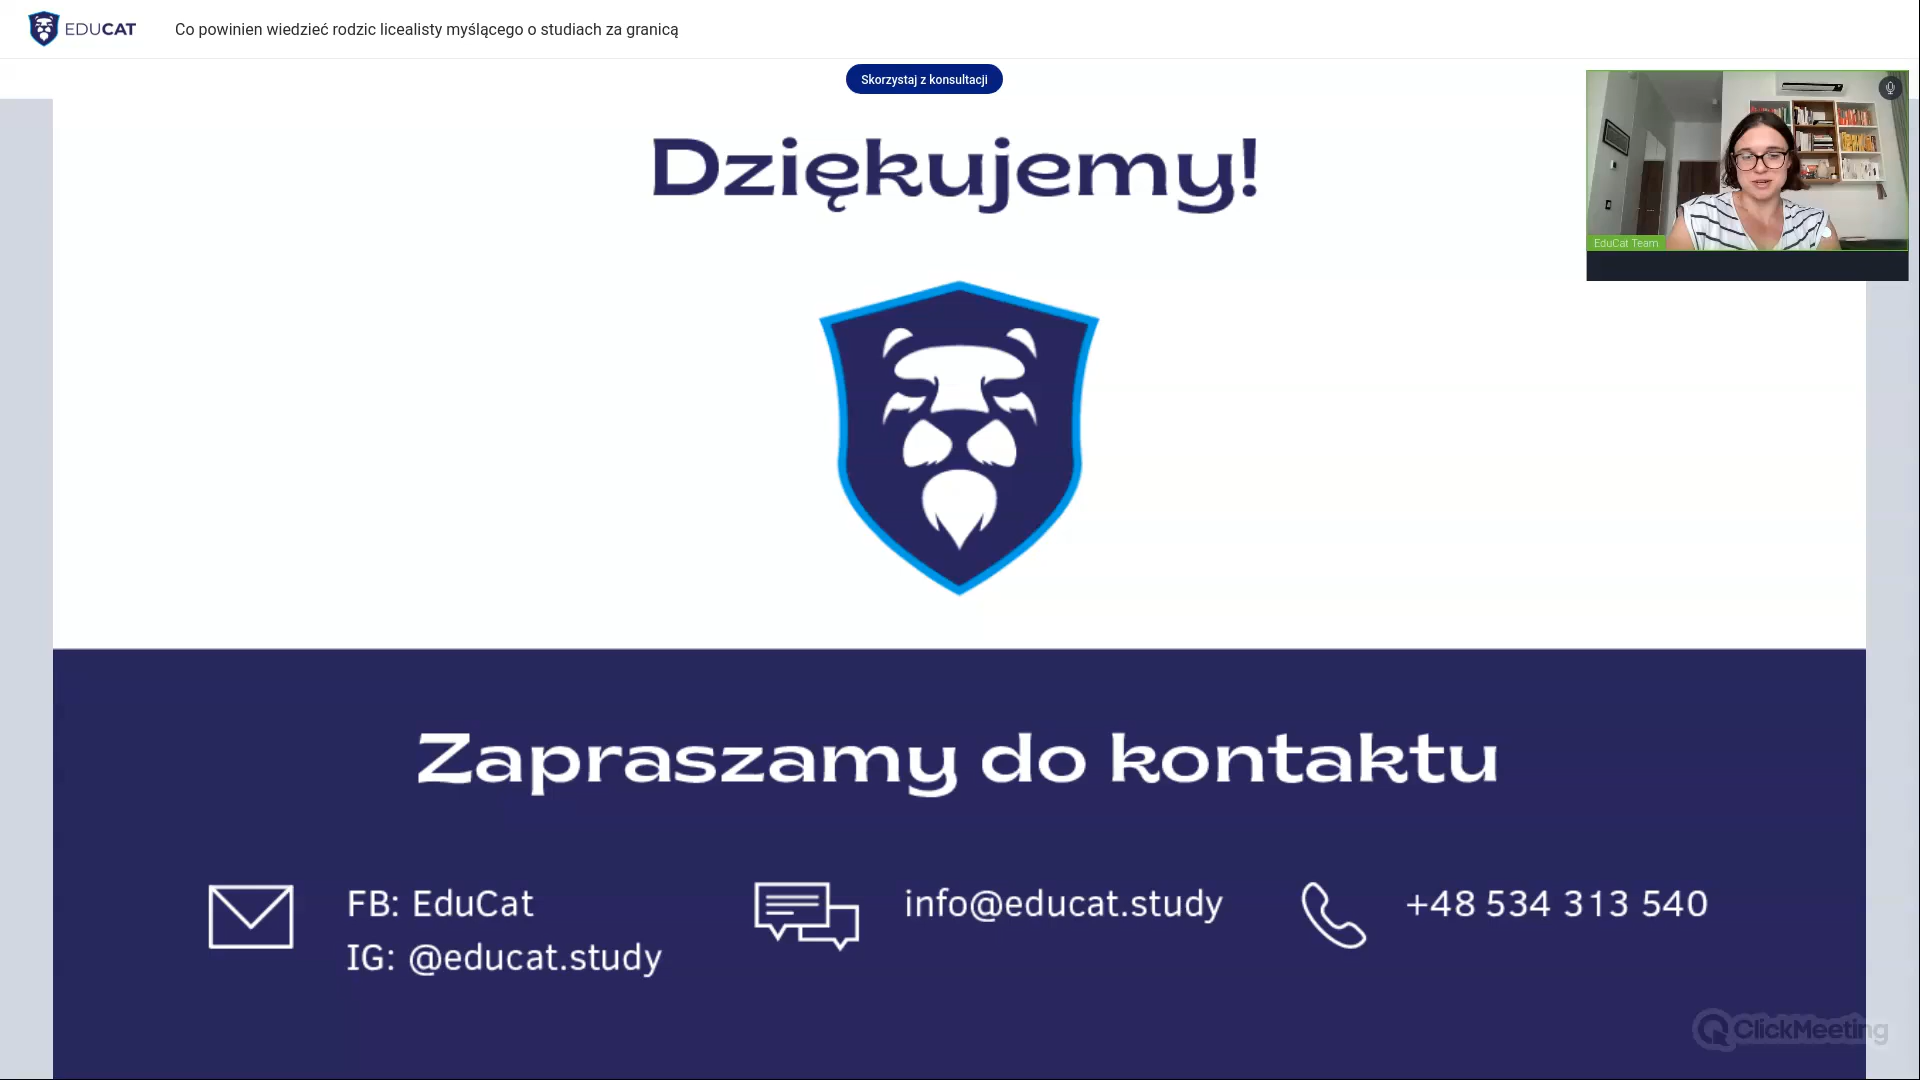 EDUCAT
Co powinien wiedzieć rodzic licealisty myślącego o studiach za granicą
Skorzystaj z konsultacji
EduCat Team
Dziękujemy!
Zapraszamy do kontaktu
FB: EduCat
IG: @educat.study
info@educat.study
+48 534 313 540
ClickMeeting